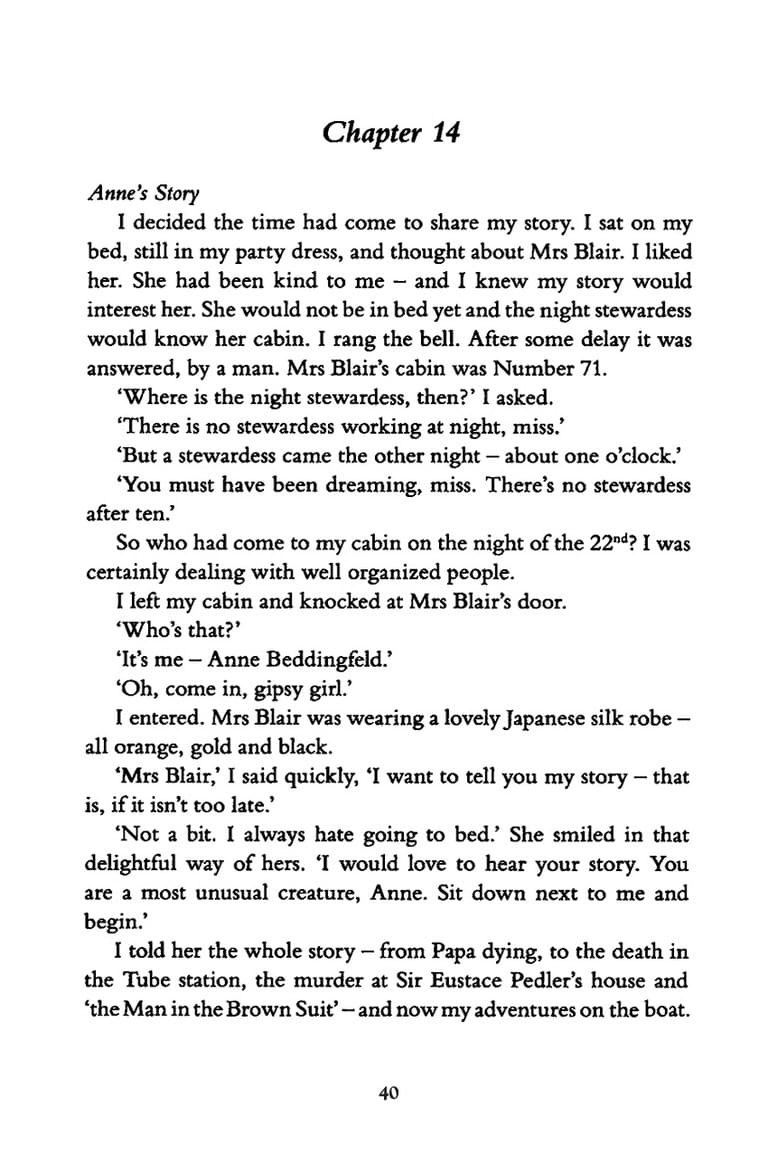 Chapter 14
Anne's Story
I decided the time had come to share my story. I sat on my
bed, still in my party dress, and thought about Mrs Blair. I liked
her. She had been kind to me – and I knew my story would
interest her. She would not be in bed yet and the night stewardess
would know her cabin. I rang the bell. After some delay it was
answered, by a man. Mrs Blair's cabin was Number 71.
‘Where is the night stewardess, then?’ I asked.
‘There is no stewardess working at night, miss.’
‘But a stewardess came the other night – about one o'clock.’
‘You must have been dreaming, miss. There's no stewardess
after ten.’
So who had come to my cabin on the night of the 22nd? I was
certainly dealing with well organized people.
I left my cabin and knocked at Mrs Blair's door.
‘Who's that?’
‘It's me – Anne Beddingfeld.’
‘Oh, come in, gipsy girl.’
I entered. Mrs Blair was wearing a lovely Japanese silk robe –
all orange, gold and black.
‘Mrs Blair,’ I said quickly, ‘I want to tell you my story – that
is, if it isn't too late.’
‘Not a bit. I always hate going to bed.’ She smiled in that
delightful way of hers. ‘I would love to hear your story. You
are a most unusual creature, Anne. Sit down next to me and
begin.’
I told her the whole story – from Papa dying, to the death in
the Tube station, the murder at Sir Eustace Pedler's house and
‘the Man in the Brown Suit’ – and now my adventures on the boat.
40